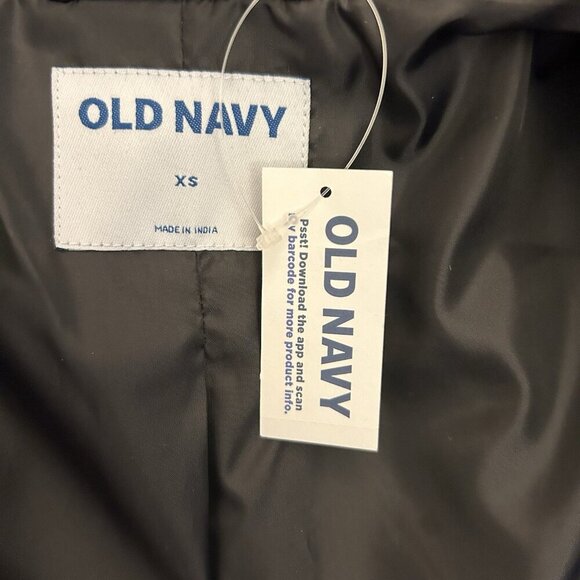 OLD NAVY
XS
MADE IN INDIA
OLD NAVY
Psst! Download the app and scan
barcode for more product info.